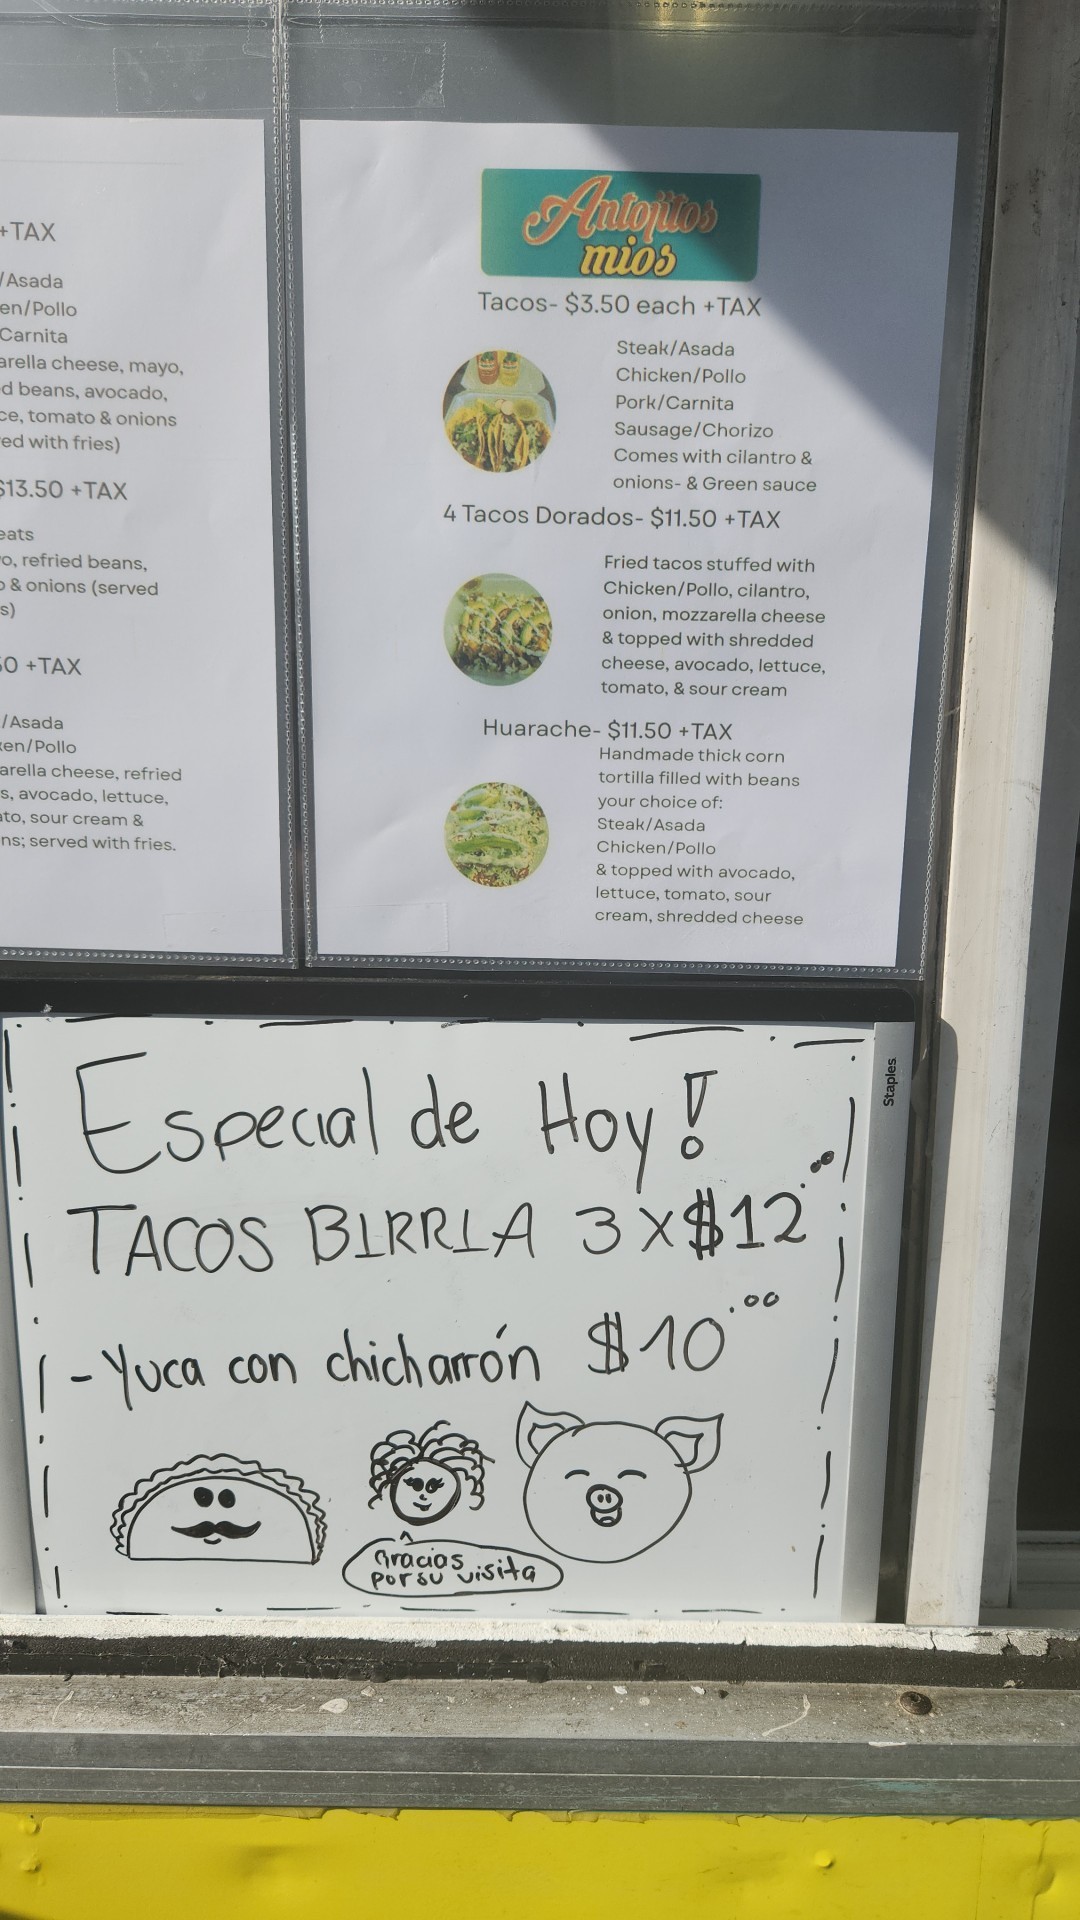 +TAX
/Asada
en/Pollo
Carnita
arella cheese, mayo,
d beans, avocado,
ce, tomato & onions
ed with fries)
$13.50 +TAX
eats
o, refried beans,
o & onions (served
s)
50 +TAX
/Asada
ken/Pollo
arella cheese, refried
s, avocado, lettuce,
ato, sour cream &
ns; served with fries.
Antojitos
mios
Tacos- $3.50 each +TAX
Steak/Asada
Chicken/Pollo
Pork/Carnita
Sausage/Chorizo
Comes with cilantro &
onions- & Green sauce
4 Tacos Dorados- $11.50 +TAX
Fried tacos stuffed with
Chicken/Pollo, cilantro,
onion, mozzarella cheese
& topped with shredded
cheese, avocado, lettuce,
tomato, & sour cream
Huarache- $11.50 +TAX
Handmade thick corn
tortilla filled with beans
your choice of:
Steak/Asada
Chicken/Pollo
& topped with avocado,
lettuce, tomato, sour
cream, shredded cheese
Staples
Especial de Hoy!
TACOS BIRRIA 3 X $12.00
- Yuca con chicharrón $10.00
Gracias
por su visita